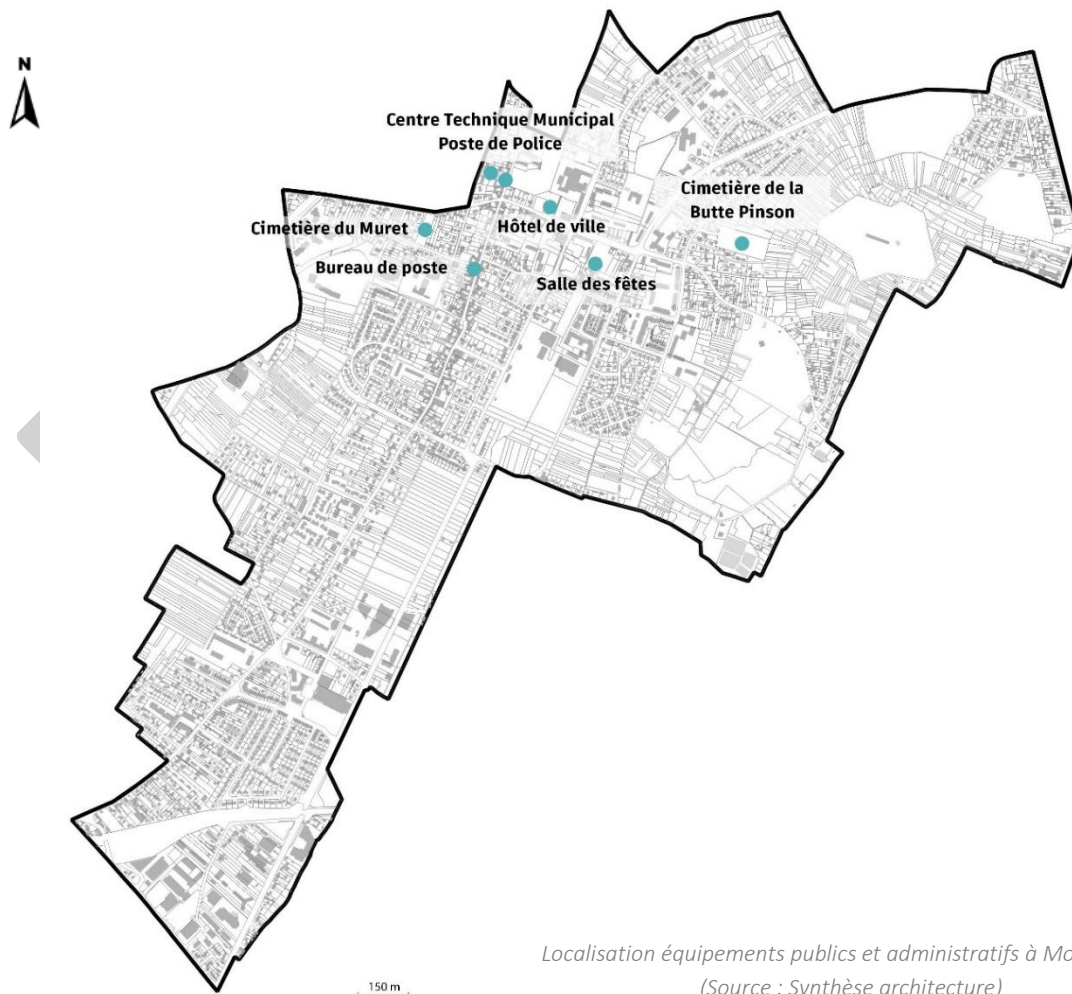 N
Centre Technique Municipal
Poste de Police
Cimetière de la
Butte Pinson
Cimetière du Muret
Hôtel de ville
Bureau de poste
Salle des fêtes
Localisation équipements publics et administratifs à Mo
(Source : Synthèse architecture)
150 m